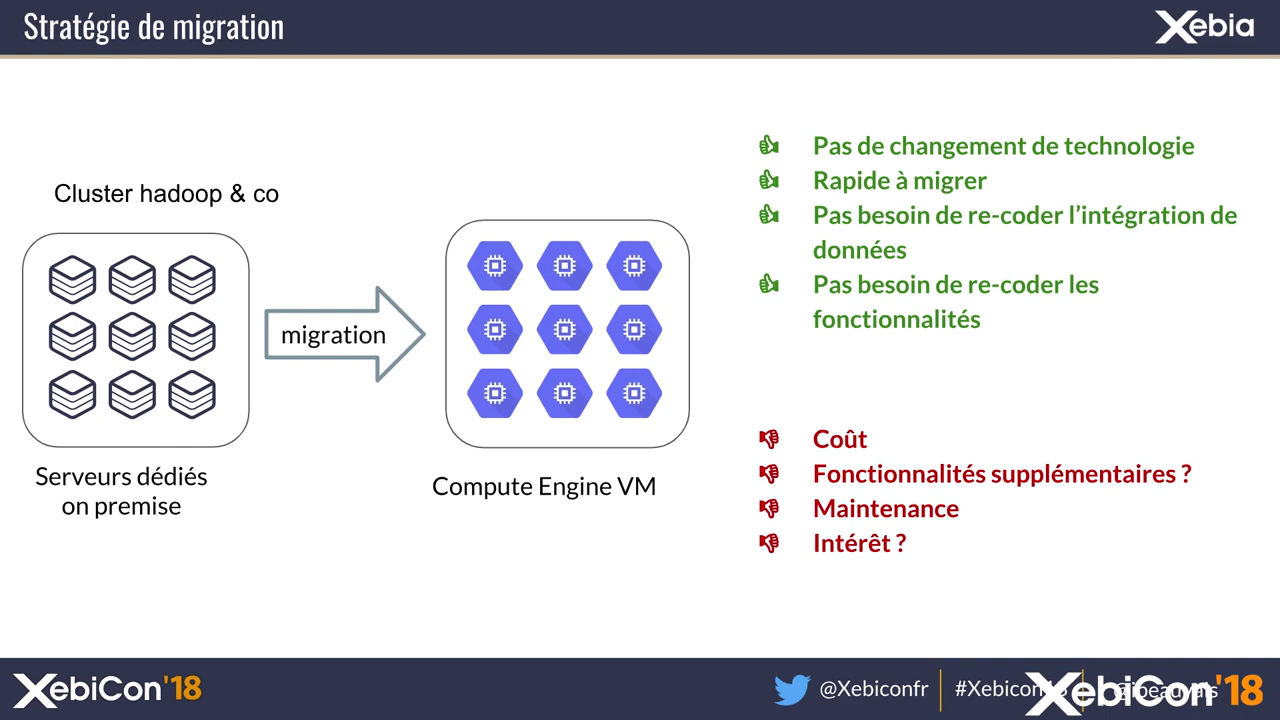 Stratégie de migration
Xebia
Cluster hadoop & co
migration
Serveurs dédiés
on premise
Compute Engine VM
Pas de changement de technologie
Rapide à migrer
Pas besoin de re-coder l’intégration de
données
Pas besoin de re-coder les
fonctionnalités
Coût
Fonctionnalités supplémentaires ?
Maintenance
Intérêt ?
XebiCon'18
@Xebiconfr
XebiCon'18